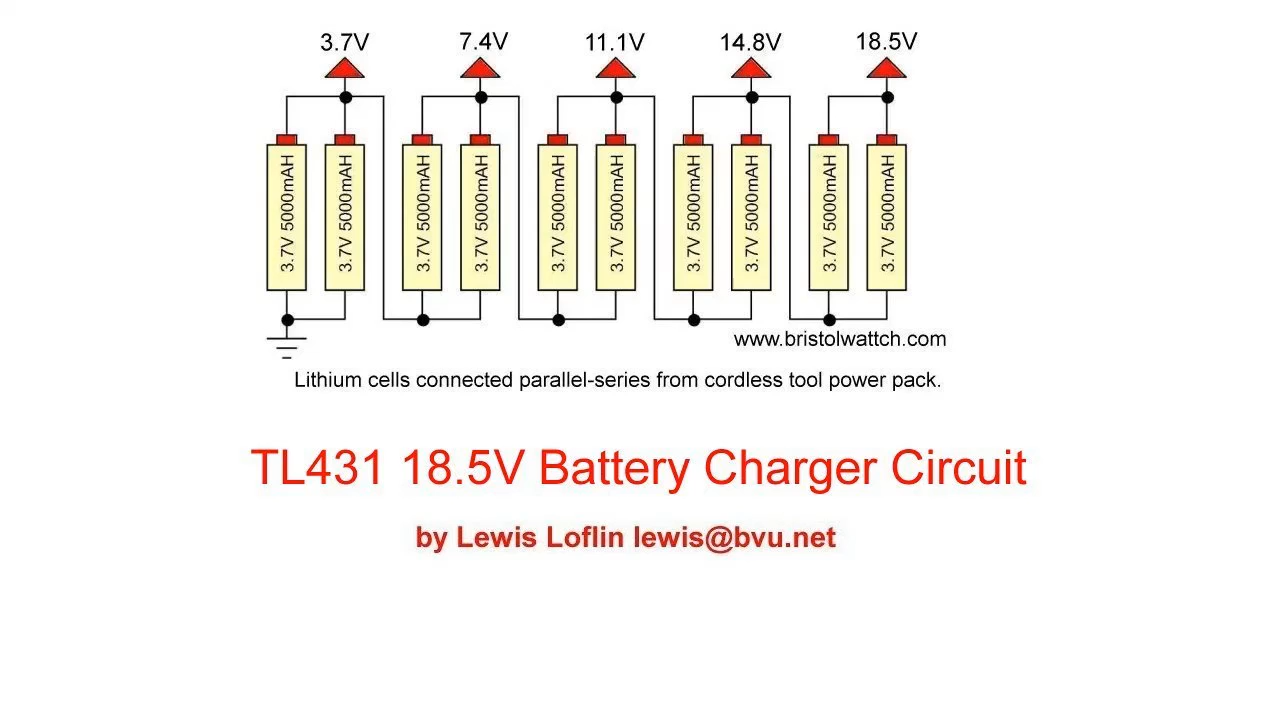 3.7V 7.4V 11.1V 14.8V 18.5V
3.7V 5000mAH
3.7V 5000mAH
3.7V 5000mAH
3.7V 5000mAH
3.7V 5000mAH
3.7V 5000mAH
3.7V 5000mAH
3.7V 5000mAH
3.7V 5000mAH
3.7V 5000mAH
www.bristolwattch.com
Lithium cells connected parallel-series from cordless tool power pack.
TL431 18.5V Battery Charger Circuit
by Lewis Loflin lewis@bvu.net